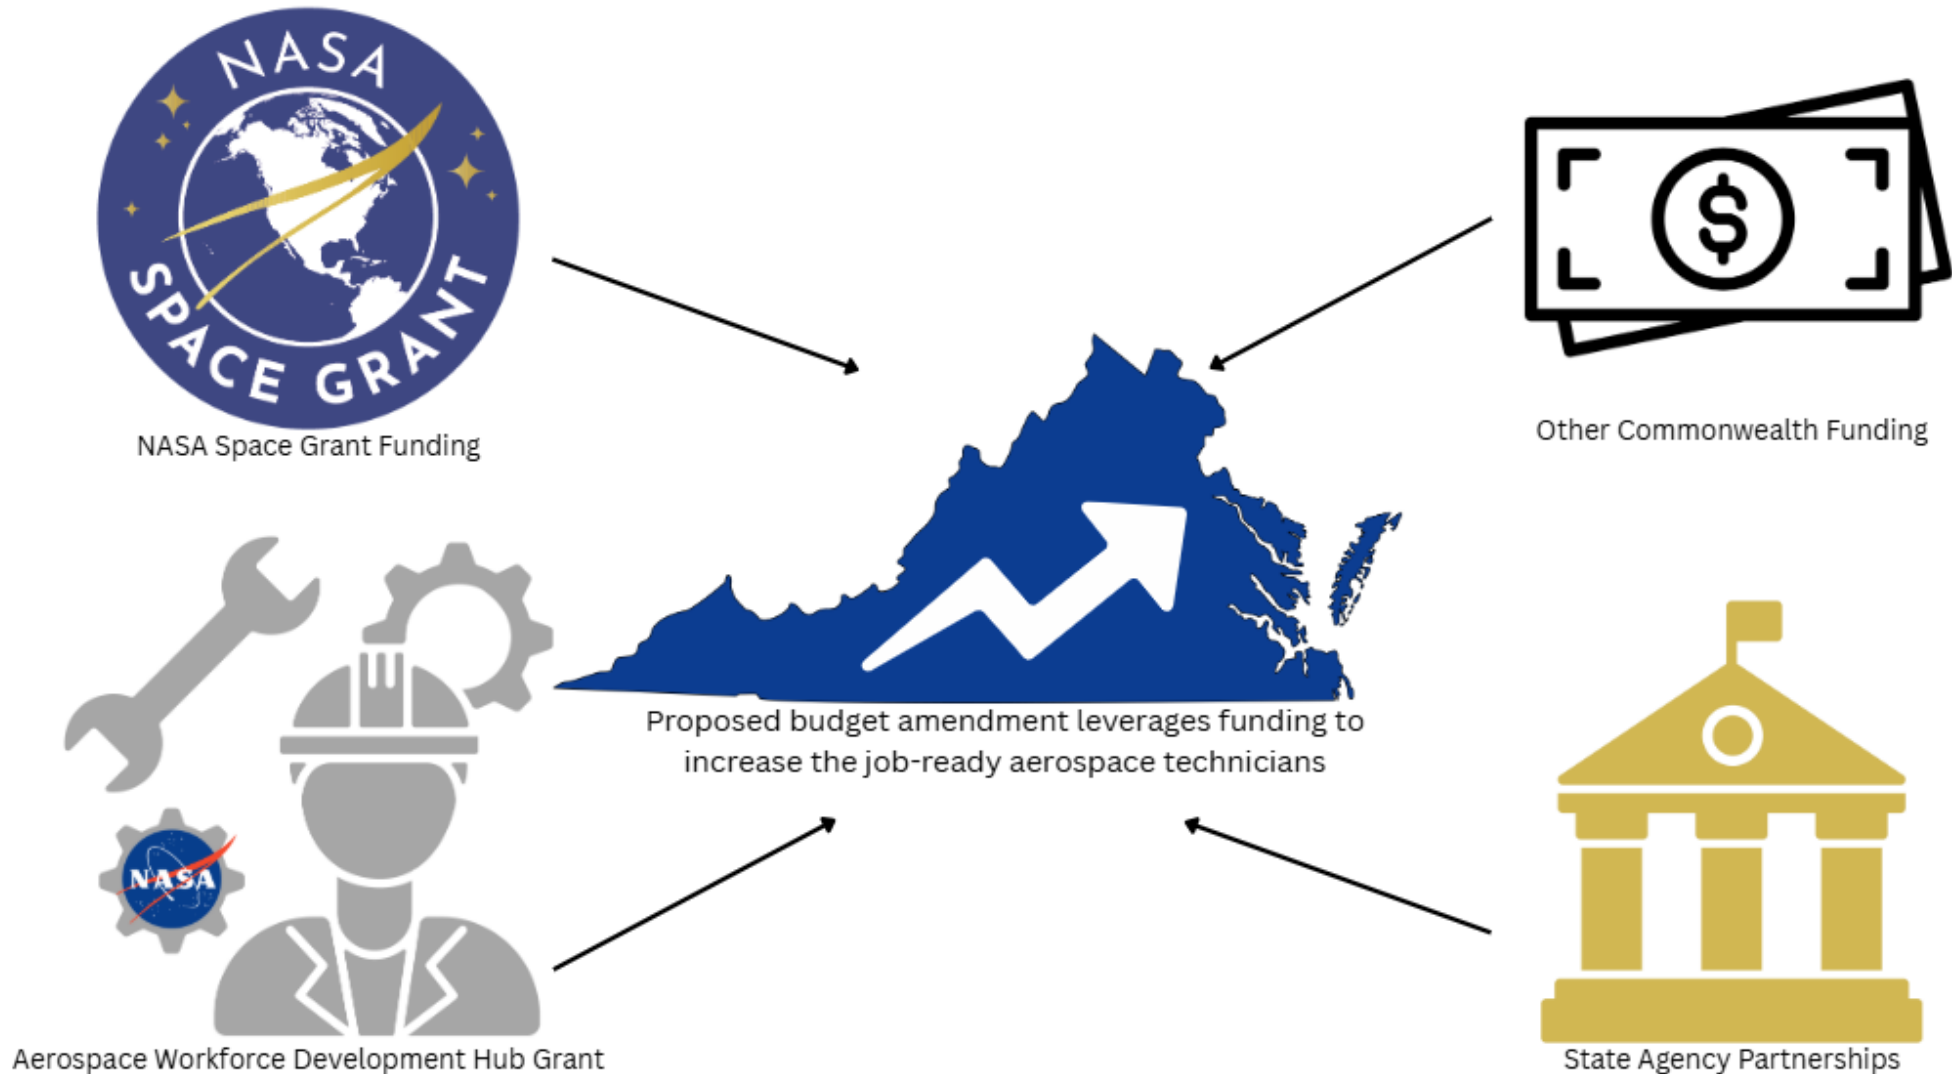 NASA
SPACE GRANT
NASA Space Grant Funding
$
Other Commonwealth Funding
Proposed budget amendment leverages funding to
increase the job-ready aerospace technicians
NASA
Aerospace Workforce Development Hub Grant
State Agency Partnerships